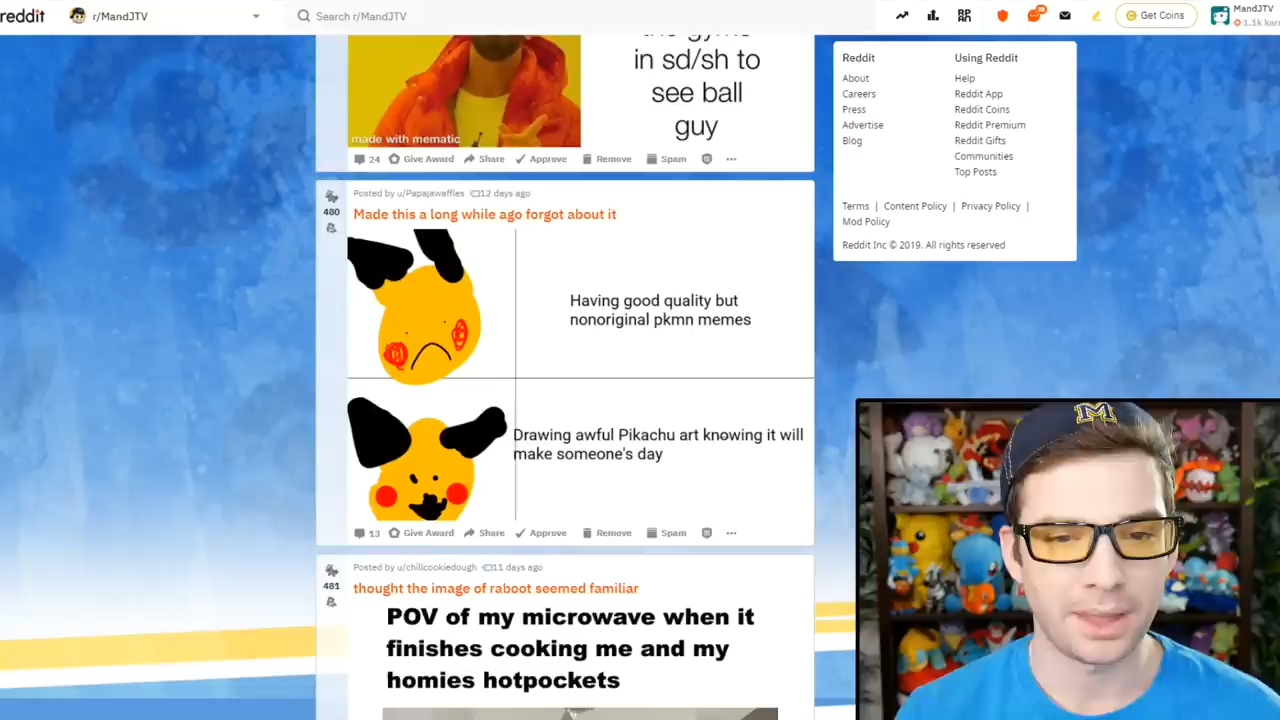 reddit
r/MandJTV
Search r/MandJTV
Get Coins
MandJTV
in sd/sh to
see ball
guy
made with mematic
24 Give Award Share Approve Remove Spam
Posted by u/Papajawaffles 12 days ago
480
Made this a long while ago forgot about it
Having good quality but
nonoriginal pkmn memes
Drawing awful Pikachu art knowing it will
make someone's day
13 Give Award Share Approve Remove Spam
Posted by u/chillcookiedough 11 days ago
481
thought the image of raboot seemed familiar
POV of my microwave when it
finishes cooking me and my
homies hotpockets
Reddit
Using Reddit
About
Help
Careers
Reddit App
Press
Reddit Coins
Advertise
Reddit Premium
Blog
Reddit Gifts
Communities
Top Posts
Terms | Content Policy | Privacy Policy |
Mod Policy
Reddit Inc © 2019. All rights reserved
M